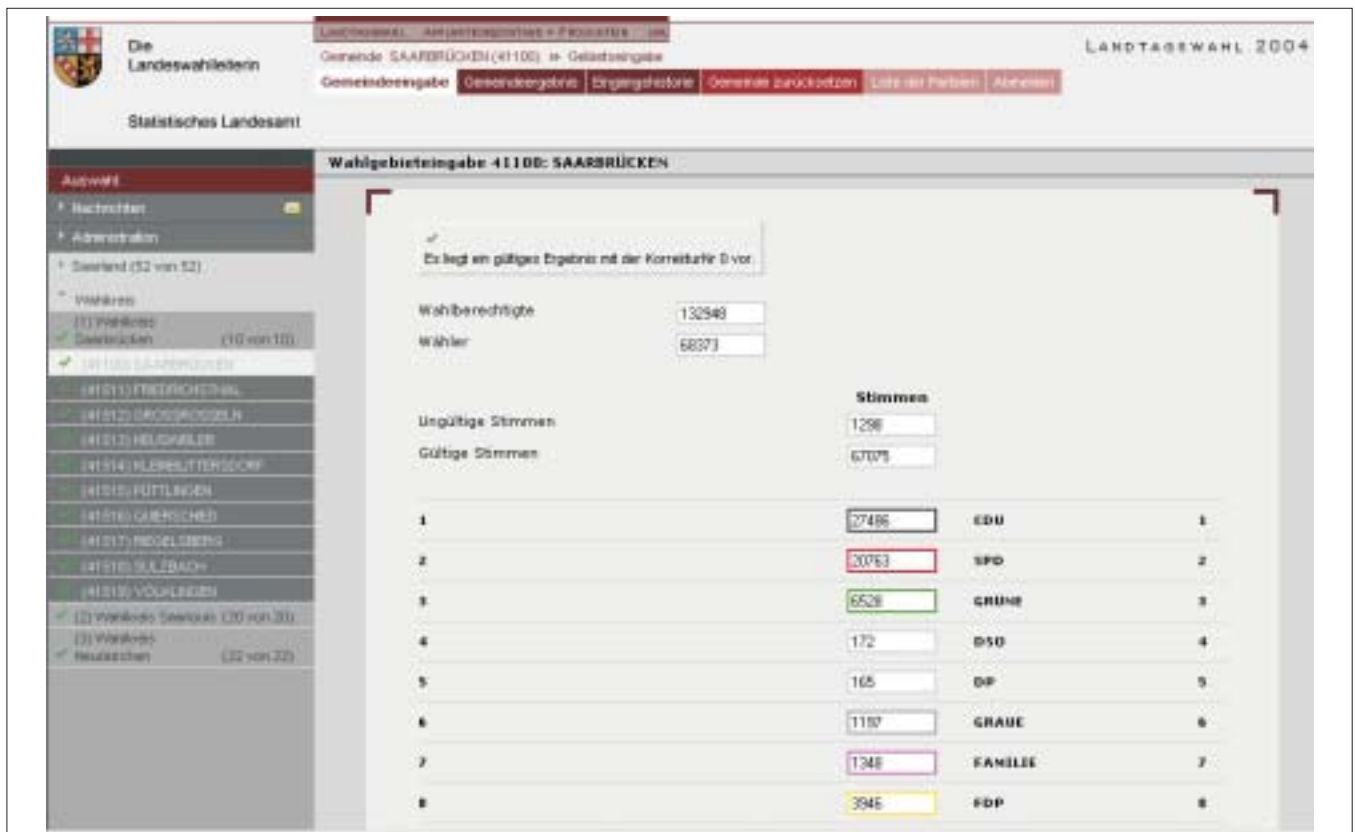 Die
Landeswahlleiterin
Statistisches Landesamt
Gemeinde SAARBRÜCKEN (41100)
LANDTAGSWAHL 2004
Gemeindeeingabe Gemeindeergebnis Eingangshistorie Gemeinde zurücksetzen Liste der Parteien Abmelden
Wahlgebieteingabe 41100: SAARBRÜCKEN
Auswahl
Nachrichten
Administration
Saarland (52 von 52)
Wahlkreis
(1) Wahlkreis
Saarbrücken (10 von 10)
(41100) SAARBRÜCKEN
(41511) FRIEDRICHSTHAL
(41512) GROSSROSSELN
(41513) HEUSWEILER
(41514) KLEINBLITTERSDORF
(41515) PÜTTLINGEN
(41516) QUIERSCHIED
(41517) RIEGELSBERG
(41518) SULZBACH
(41519) VÖLKLINGEN
(2) Wahlkreis Saarlouis (20 von 20)
(3) Wahlkreis
Neunkirchen (22 von 22)
Es liegt ein gültiges Ergebnis mit der KorrekturNr 0 vor.
Wahlberechtigte 132948
Wähler 68373
Stimmen
Ungültige Stimmen 1298
Gültige Stimmen 67075
1 27486 CDU 1
2 20763 SPD 2
3 6528 GRÜNE 3
4 172 DSO 4
5 165 DP 5
6 1197 GRAUE 6
7 1348 FAMILIE 7
8 3946 FDP 8